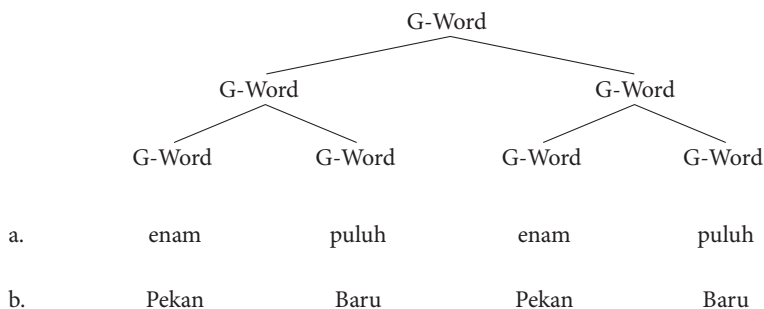 G-Word
G-Word G-Word
G-Word G-Word G-Word G-Word
a. enam puluh enam puluh
b. Pekan Baru Pekan Baru